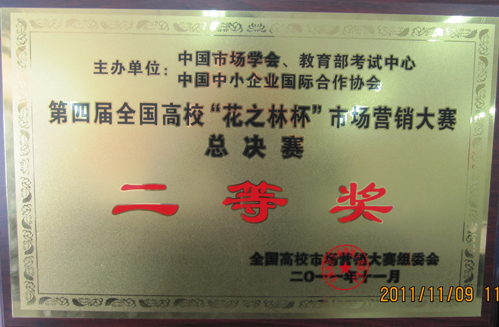 主办单位：中国市场学会、教育部考试中心
中国中小企业国际合作协会
第四届全国高校“花之林杯”市场营销大赛
总决赛
二等奖
全国高校市场营销大赛组委会
二〇一一年十一月
2011/11/09 11